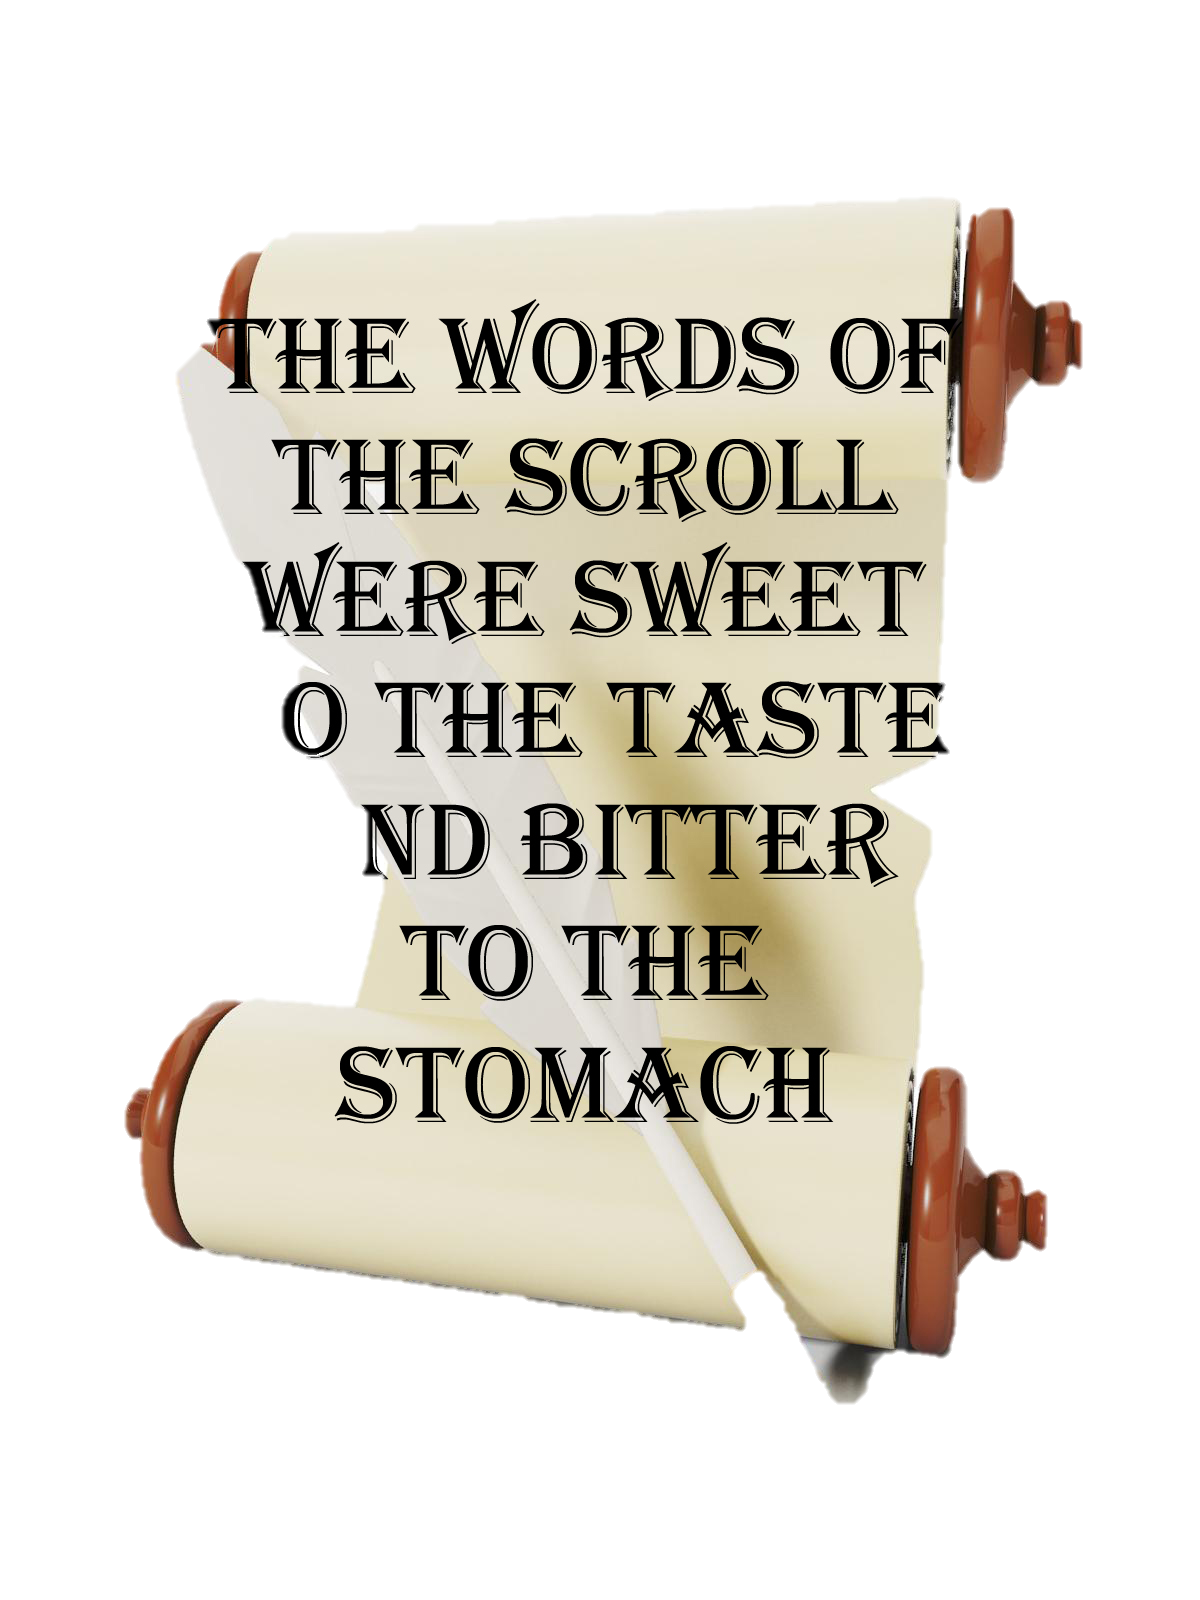 THE WORDS OF
THE SCROLL
WERE SWEET
O THE TASTE
ND BITTER
TO THE
STOMACH